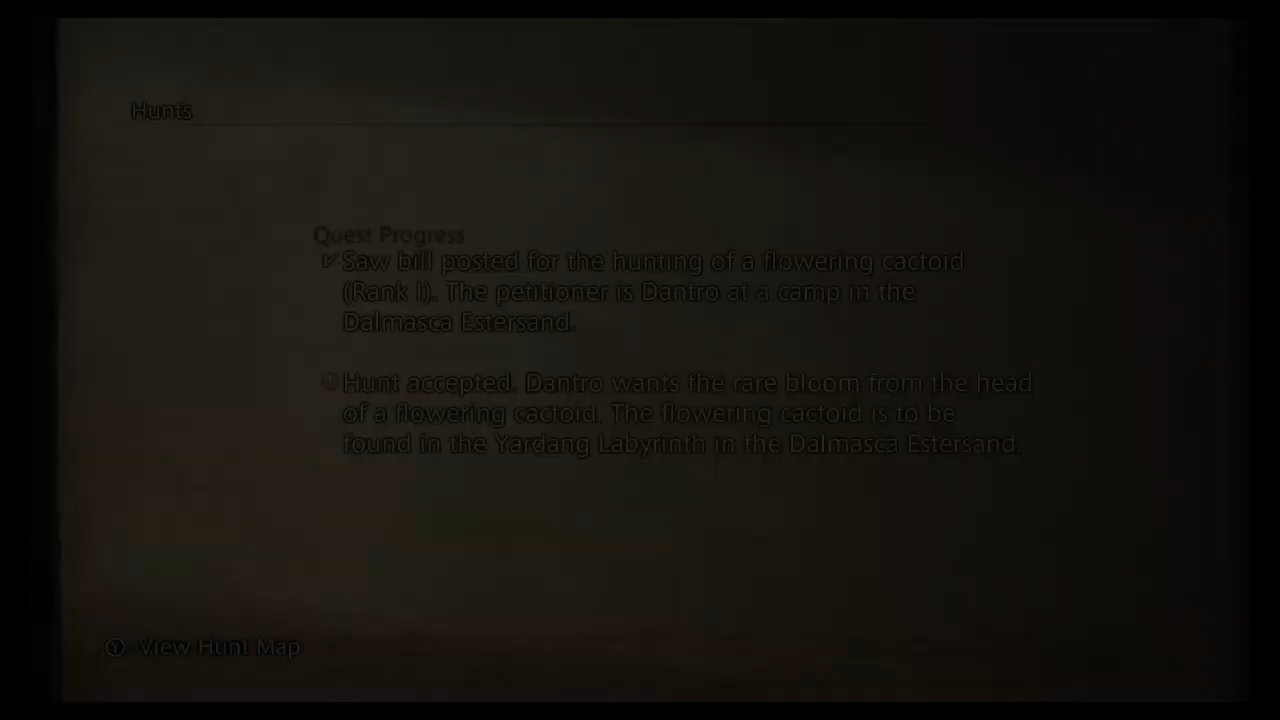 Hunts
Quest Progress
✓Saw bill posted for the hunting of a flowering cactoid
(Rank I). The petitioner is Dantro at a camp in the
Dalmasca Estersand.
Hunt accepted. Dantro wants the rare bloom from the head
of a flowering cactoid. The flowering cactoid is to be
found in the Yardang Labyrinth in the Dalmasca Estersand.
Ⓨ View Hunt Map